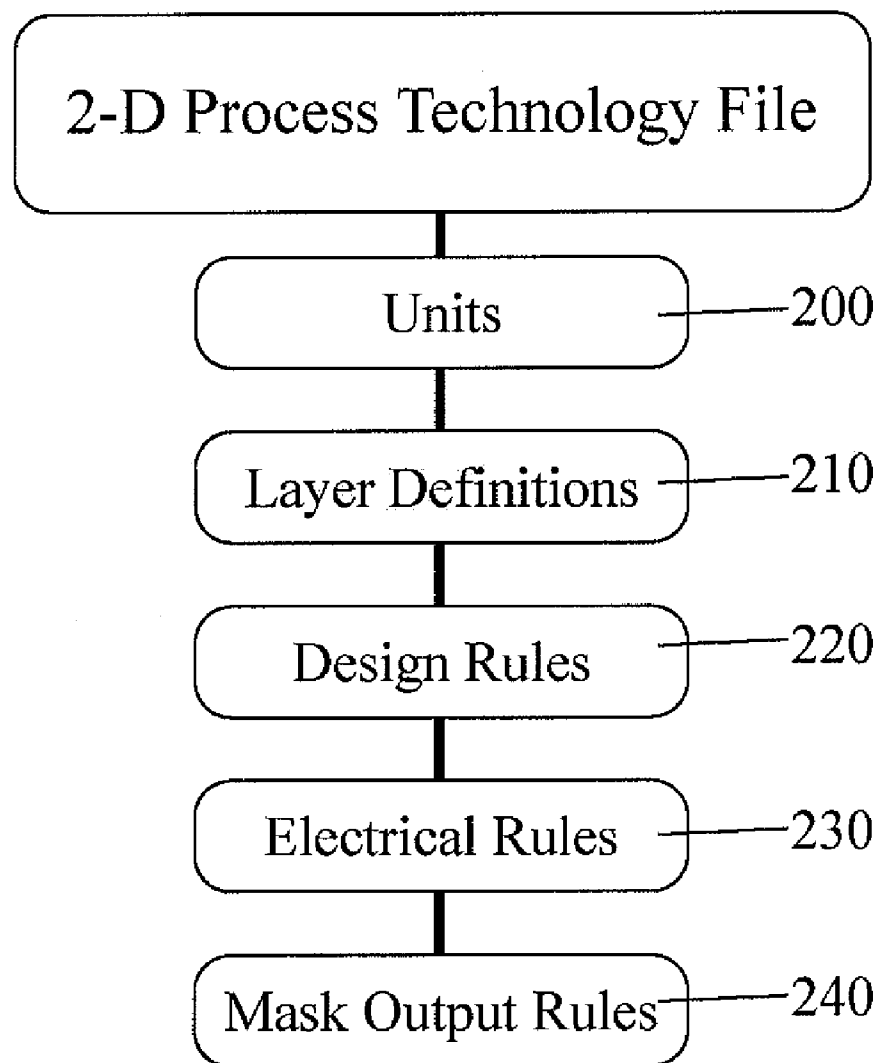 2-D Process Technology File
Units
200
Layer Definitions
210
Design Rules
220
Electrical Rules
230
Mask Output Rules
240